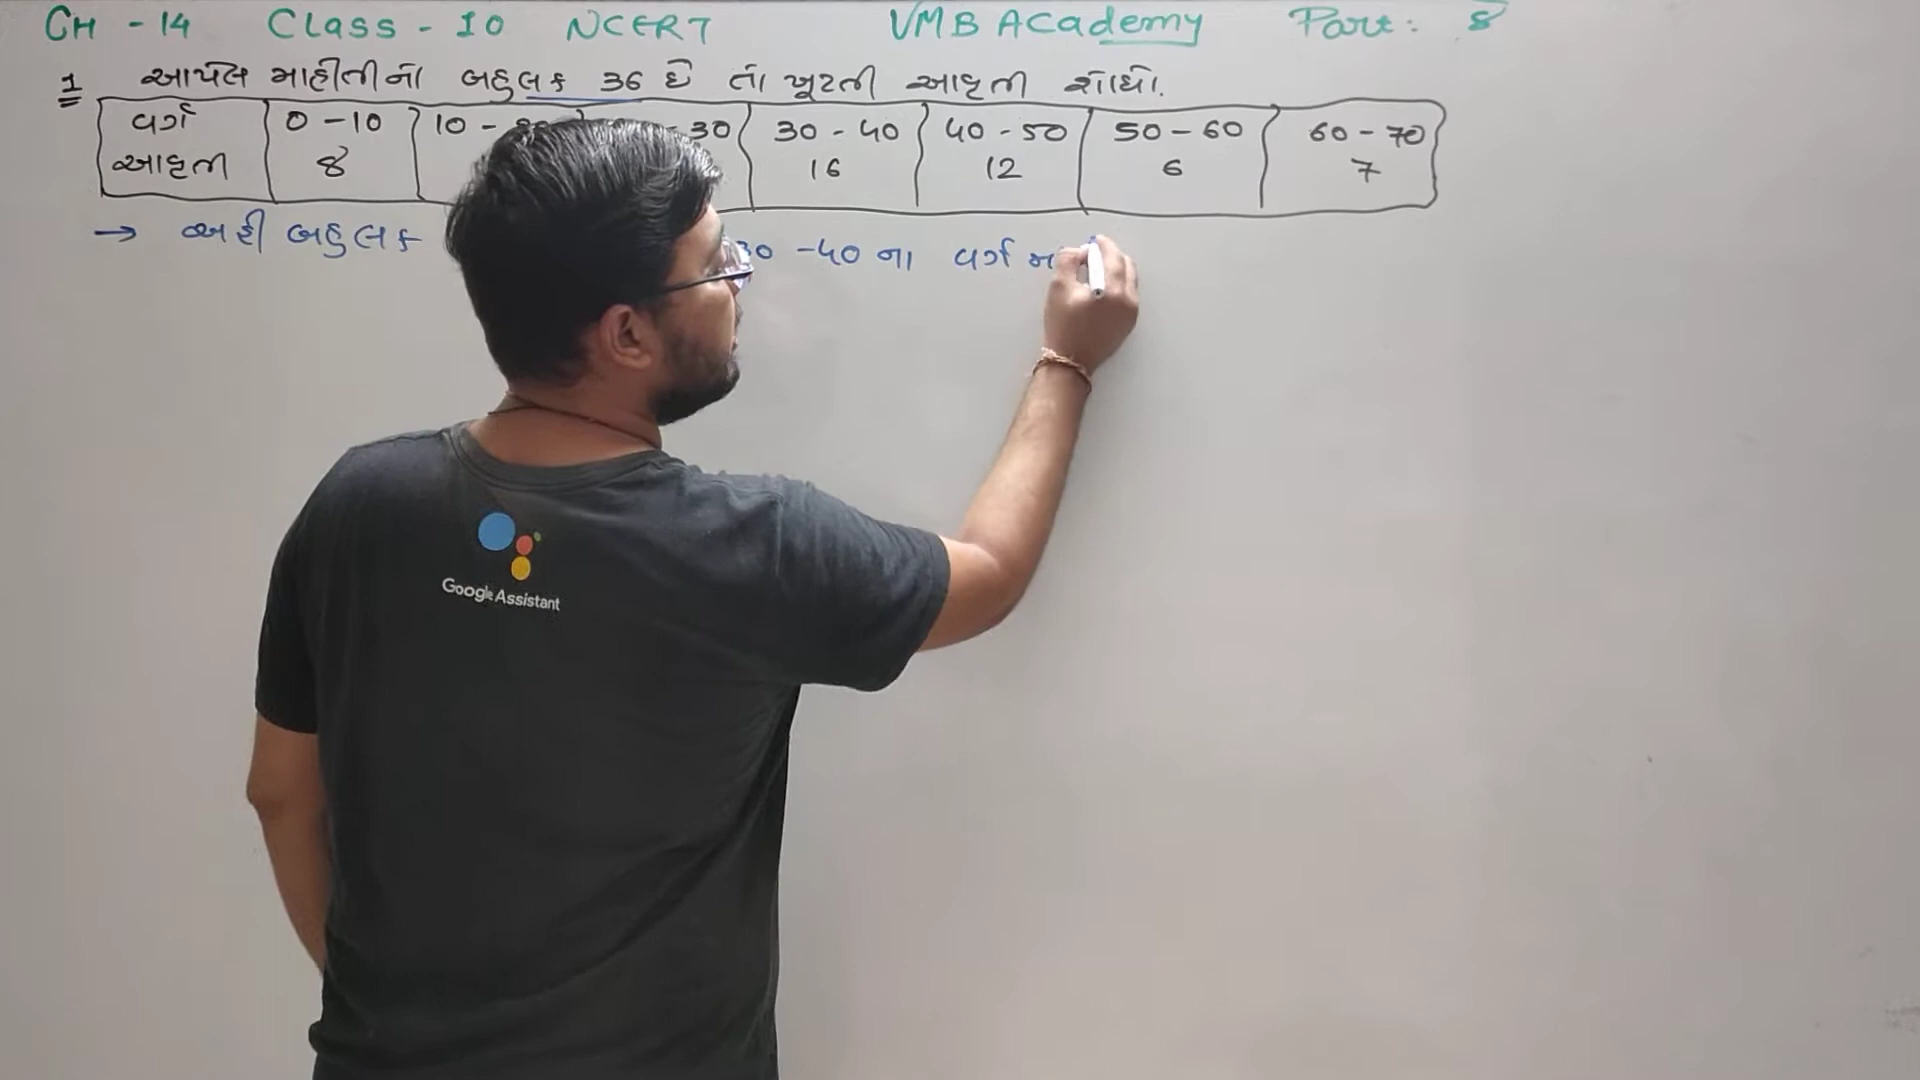 CH - 14 Class - 10 NCERT VMB Academy Part: 8
1 આપેલ માહીતીનો બહુલક 36 છે તો ખૂટતી આવૃતી શોધો.
વર્ગ 0 - 10 10 - 30 30 - 40 40 - 50 50 - 60 60 - 70
આવૃતી 8 16 12 6 7
→ અહી બહુલક 30 - 40 ના વર્ગ
Google Assistant